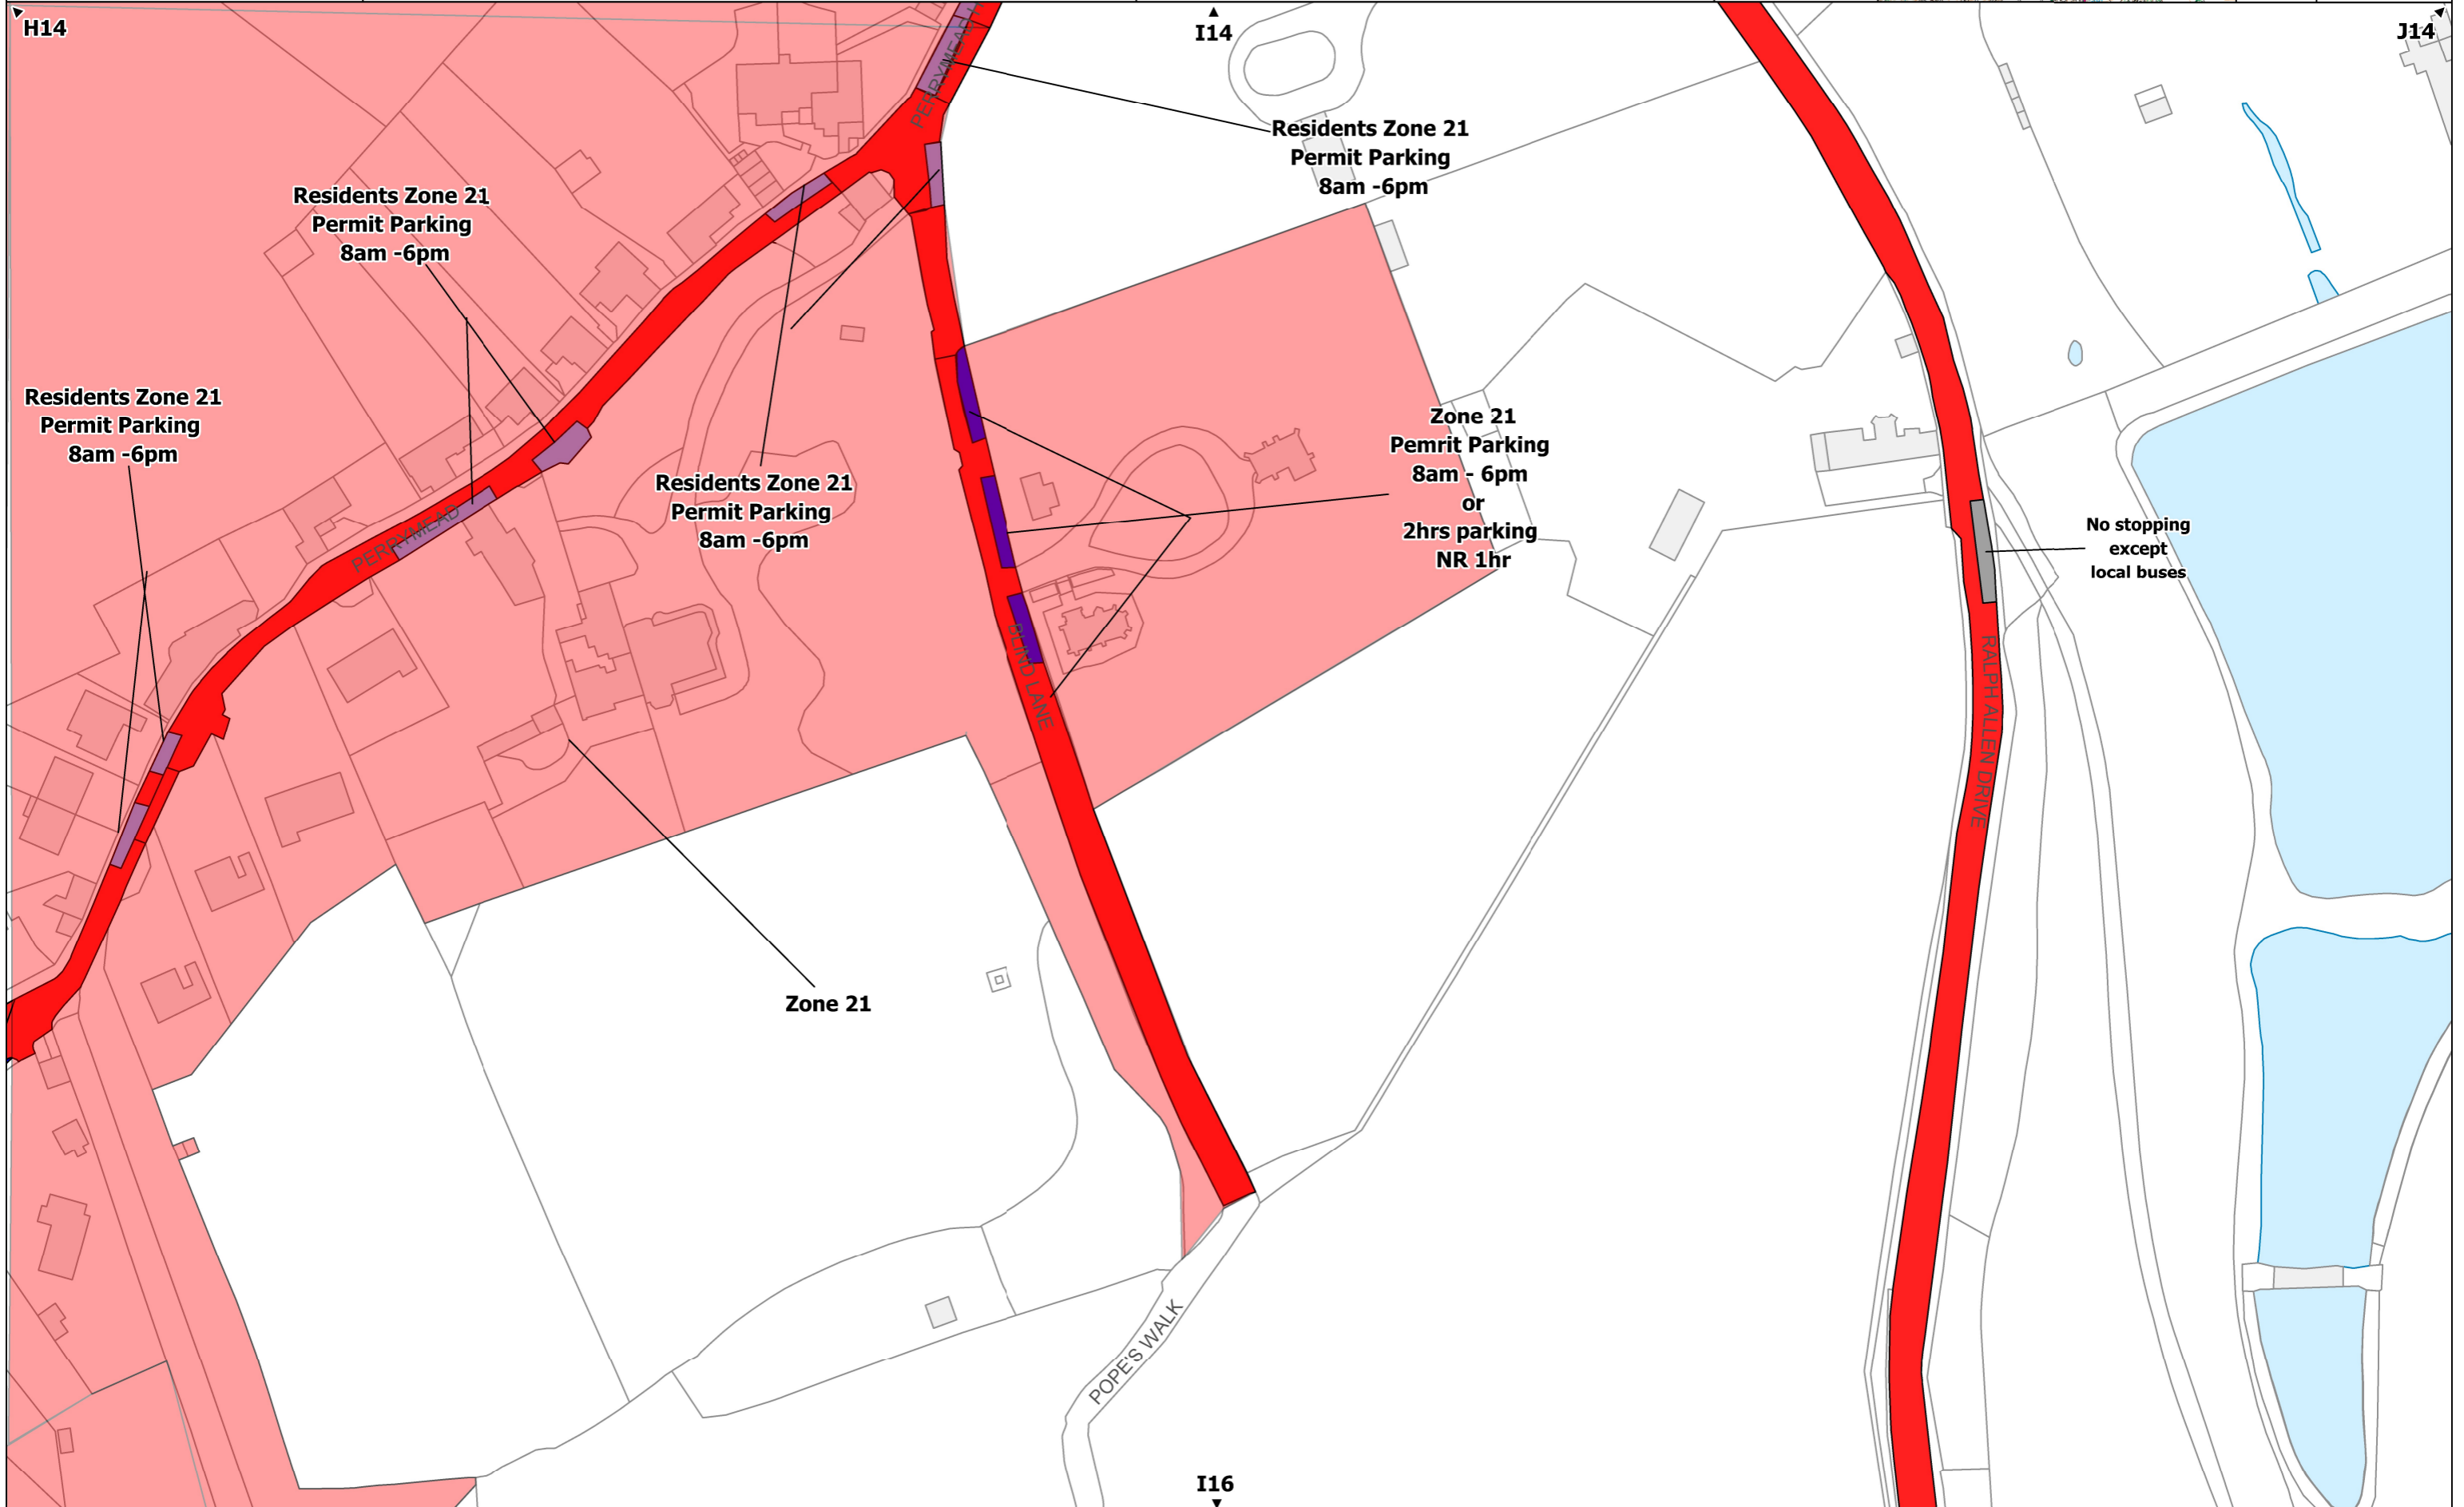 H14
I14
J14
PERRYMEAD
Residents Zone 21
Permit Parking
8am -6pm
Residents Zone 21
Permit Parking
8am -6pm
Residents Zone 21
Permit Parking
8am -6pm
Residents Zone 21
Permit Parking
8am -6pm
Zone 21
Pemrit Parking
8am - 6pm
or
2hrs parking
NR 1hr
No stopping
except
local buses
PERRYMEAD
BLIND LANE
RALPH ALLEN DRIVE
Zone 21
POPE'S WALK
I16